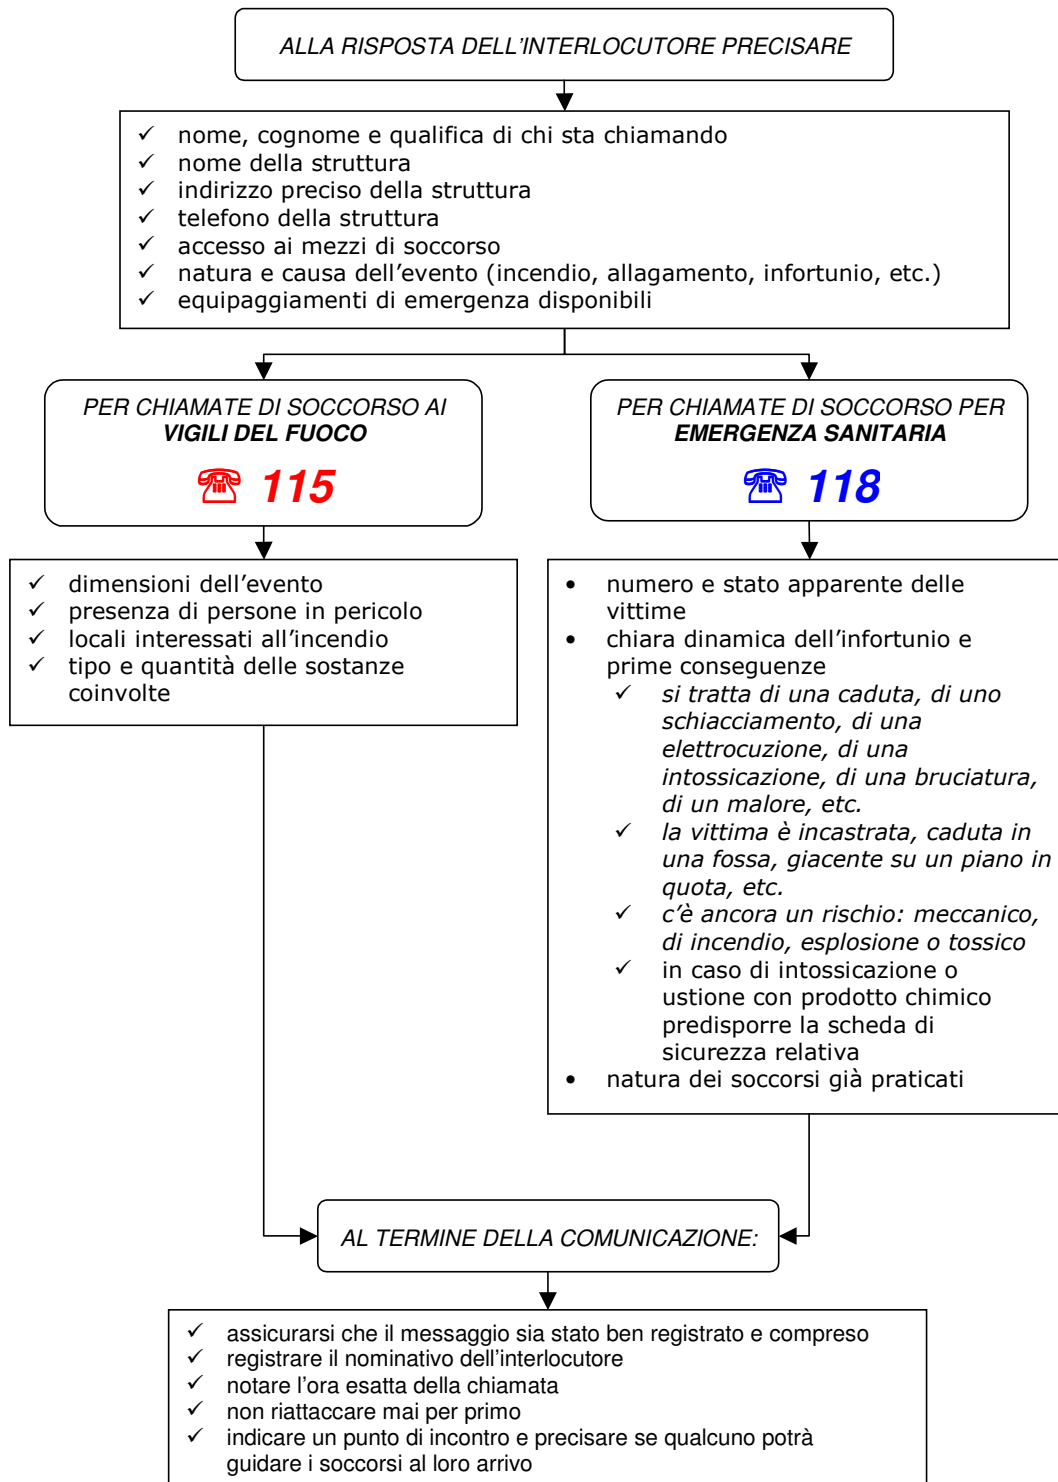 ALLA RISPOSTA DELL'INTERLOCUTORE PRECISARE
✓ nome, cognome e qualifica di chi sta chiamando
✓ nome della struttura
✓ indirizzo preciso della struttura
✓ telefono della struttura
✓ accesso ai mezzi di soccorso
✓ natura e causa dell'evento (incendio, allagamento, infortunio, etc.)
✓ equipaggiamenti di emergenza disponibili
PER CHIAMATE DI SOCCORSO AI
VIGILI DEL FUOCO
☎ 115
✓ dimensioni dell'evento
✓ presenza di persone in pericolo
✓ locali interessati all'incendio
✓ tipo e quantità delle sostanze
coinvolte
PER CHIAMATE DI SOCCORSO PER
EMERGENZA SANITARIA
☎ 118
• numero e stato apparente delle
vittime
• chiara dinamica dell'infortunio e
prime conseguenze
✓ si tratta di una caduta, di uno
schiacciamento, di una
elettrocuzione, di una
intossicazione, di una bruciatura,
di un malore, etc.
✓ la vittima è incastrata, caduta in
una fossa, giacente su un piano in
quota, etc.
✓ c'è ancora un rischio: meccanico,
di incendio, esplosione o tossico
✓ in caso di intossicazione o
ustione con prodotto chimico
predisporre la scheda di
sicurezza relativa
• natura dei soccorsi già praticati
AL TERMINE DELLA COMUNICAZIONE:
✓ assicurarsi che il messaggio sia stato ben registrato e compreso
✓ registrare il nominativo dell'interlocutore
✓ notare l'ora esatta della chiamata
✓ non riattaccare mai per primo
✓ indicare un punto di incontro e precisare se qualcuno potrà
guidare i soccorsi al loro arrivo